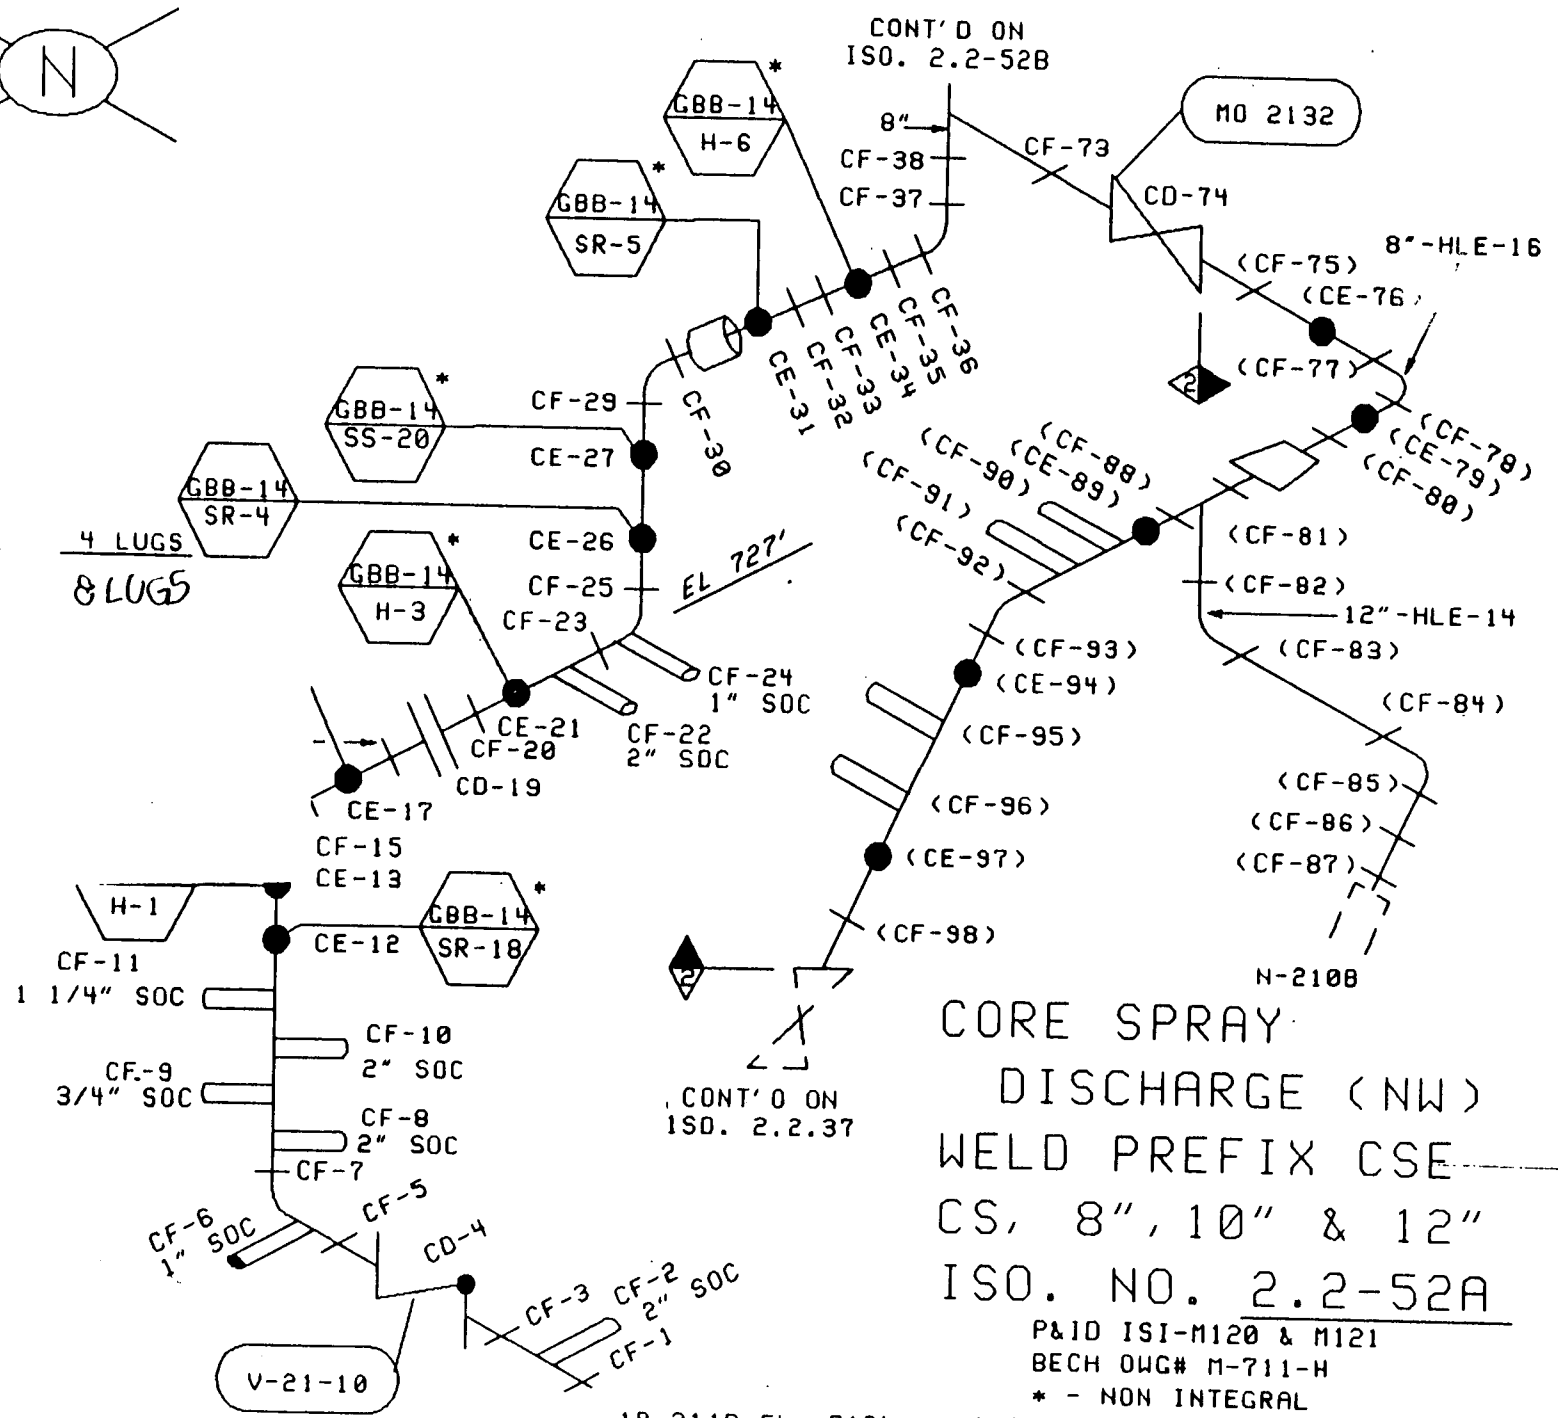 N
CONT'D ON
ISO. 2.2-52B
*
GBB-14
H-6
8"
CF-38
CF-37
CF-73
MO 2132
CD-74
*
GBB-14
SR-5
8"-HLE-16
(CF-75)
(CE-76)
(CF-77)
2
CF-36
CF-35
CE-34
CF-33
CF-32
CE-31
CF-30
*
GBB-14
SS-20
CF-29
CE-27
(CF-78)
(CE-79)
(CF-80)
(CF-88)
(CE-89)
(CF-90)
(CF-91)
(CF-92)
GBB-14
SR-4
4 LUGS
8 LUGS
CE-26
CF-25
EL 727'
(CF-81)
(CF-82)
12"-HLE-14
*
GBB-14
H-3
CF-23
CF-24
1" SOC
CF-22
2" SOC
CE-21
CF-20
CD-19
CE-17
CF-15
CE-13
(CF-83)
(CF-84)
(CF-85)
(CF-86)
(CF-87)
N-210B
(CF-93)
(CE-94)
(CF-95)
(CF-96)
(CE-97)
(CF-98)
2
CONT'D ON
ISO. 2.2.37
H-1
*
GBB-14
SR-18
CE-12
CF-11
1 1/4" SOC
CF-10
2" SOC
CF-9
3/4" SOC
CF-8
2" SOC
CF-7
CF-6
1" SOC
CF-5
CD-4
CF-3
CF-2
2" SOC
CF-1
V-21-10
CORE SPRAY
DISCHARGE (NW)
WELD PREFIX CSE
CS, 8", 10" & 12"
ISO. NO. 2.2-52A
P&ID ISI-M120 & M121
BECH DWG# M-711-H
* - NON INTEGRAL